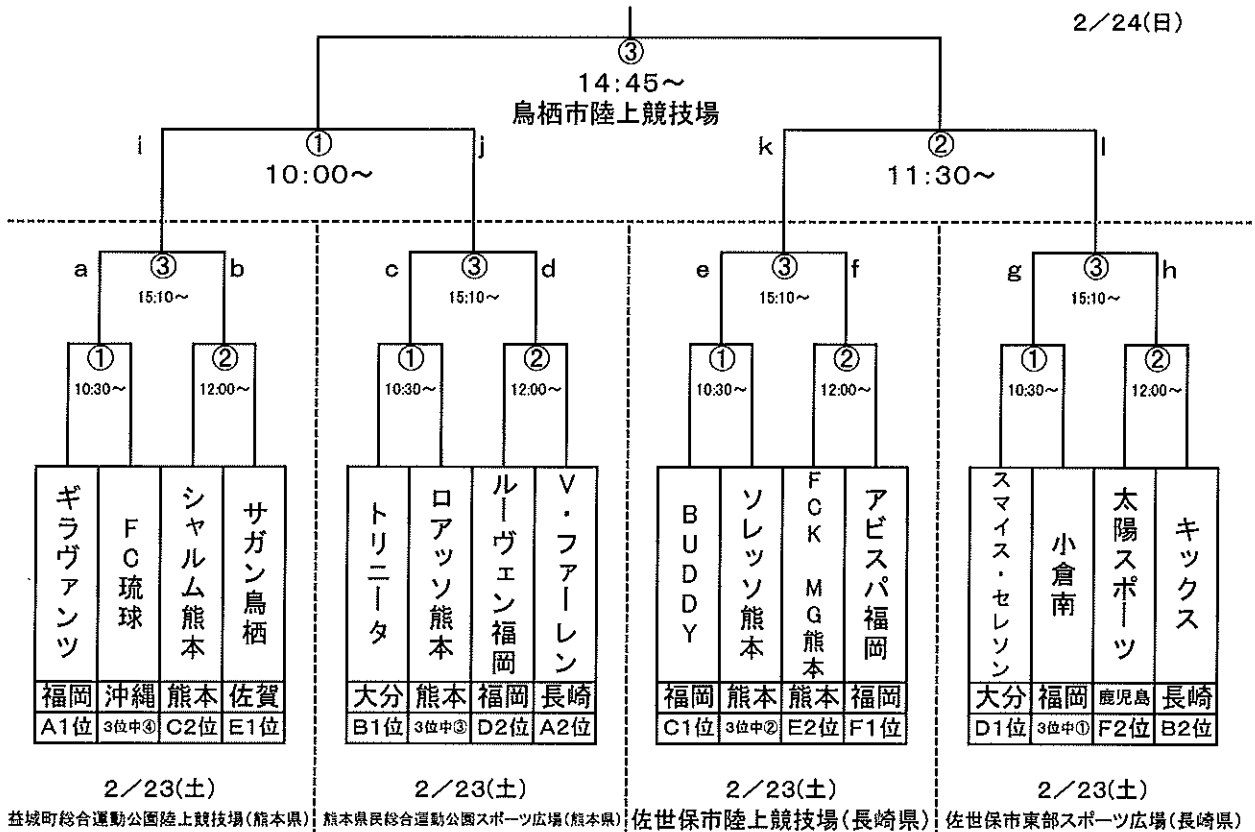 2／24(日)
③
14:45～
鳥栖市陸上競技場
i ① j k ② l
10:00～ 11:30～
a ③ b c ③ d e ③ f g ③ h
15:10～ 15:10～ 15:10～ 15:10～
① ② ① ② ① ② ① ②
10:30～ 12:00～ 10:30～ 12:00～ 10:30～ 12:00～ 10:30～ 12:00～
ギラヴァンツ
FC琉球
シャルム熊本
サガン鳥栖
トリニータ
ロアッソ熊本
ルーヴェン福岡
V・ファーレン
BUDDY
ソレッソ熊本
FCK MG熊本
アビスパ福岡
スマイス・セレソン
小倉南
太陽スポーツ
キックス
福岡 沖縄 熊本 佐賀 大分 熊本 福岡 長崎 福岡 熊本 熊本 福岡 大分 福岡 鹿児島 長崎
A1位 3位中④ C2位 E1位 B1位 3位中③ D2位 A2位 C1位 3位中② E2位 F1位 D1位 3位中① F2位 B2位
2／23(土) 2／23(土) 2／23(土) 2／23(土)
益城町総合運動公園陸上競技場(熊本県) 熊本県民総合運動公園スポーツ広場(熊本県) 佐世保市陸上競技場(長崎県) 佐世保市東部スポーツ広場(長崎県)